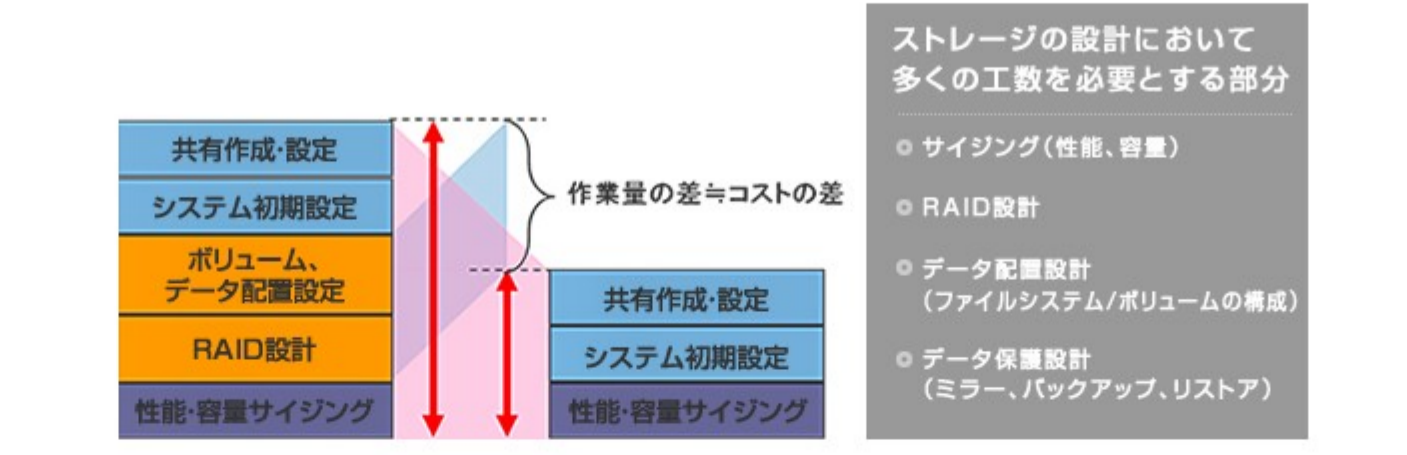 共有作成・設定
システム初期設定
ボリューム、
データ配置設定
RAID設計
性能・容量サイジング
作業量の差≒コストの差
共有作成・設定
システム初期設定
性能・容量サイジング
ストレージの設計において
多くの工数を必要とする部分
サイジング(性能、容量)
RAID設計
データ配置設計
(ファイルシステム/ボリュームの構成)
データ保護設計
(ミラー、バックアップ、リストア)